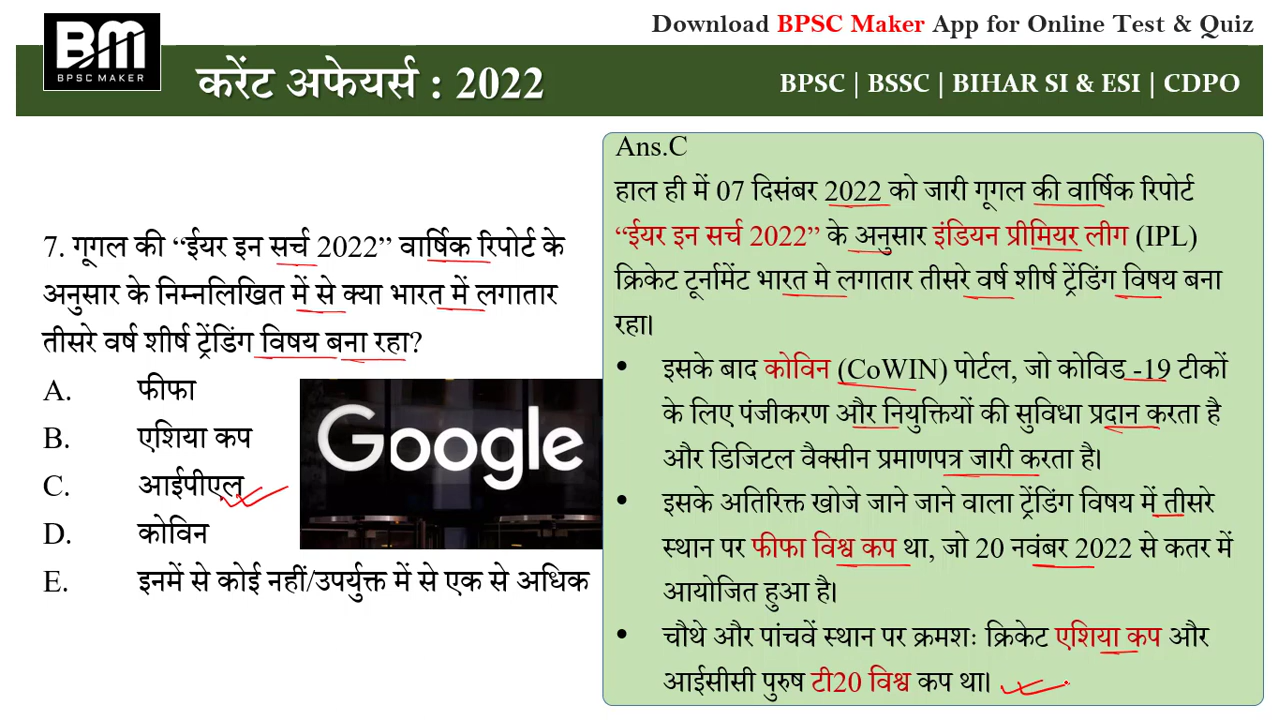 Download BPSC Maker App for Online Test & Quiz
BM
BPSC MAKER
करेंट अफेयर्स : 2022
BPSC | BSSC | BIHAR SI & ESI | CDPO
7. गूगल की “ईयर इन सर्च 2022” वार्षिक रिपोर्ट के
अनुसार के निम्नलिखित में से क्या भारत में लगातार
तीसरे वर्ष शीर्ष ट्रेंडिंग विषय बना रहा?
A. फीफा
B. एशिया कप
C. आईपीएल
D. कोविन
E. इनमें से कोई नहीं/उपर्युक्त में से एक से अधिक
Google
Ans.C
हाल ही में 07 दिसंबर 2022 को जारी गूगल की वार्षिक रिपोर्ट
“ईयर इन सर्च 2022” के अनुसार इंडियन प्रीमियर लीग (IPL)
क्रिकेट टूर्नामेंट भारत मे लगातार तीसरे वर्ष शीर्ष ट्रेंडिंग विषय बना
रहा।
• इसके बाद कोविन (CoWIN) पोर्टल, जो कोविड -19 टीकों
के लिए पंजीकरण और नियुक्तियों की सुविधा प्रदान करता है
और डिजिटल वैक्सीन प्रमाणपत्र जारी करता है।
• इसके अतिरिक्त खोजे जाने जाने वाला ट्रेंडिंग विषय में तीसरे
स्थान पर फीफा विश्व कप था, जो 20 नवंबर 2022 से कतर में
आयोजित हुआ है।
• चौथे और पांचवें स्थान पर क्रमशः क्रिकेट एशिया कप और
आईसीसी पुरुष टी20 विश्व कप था।